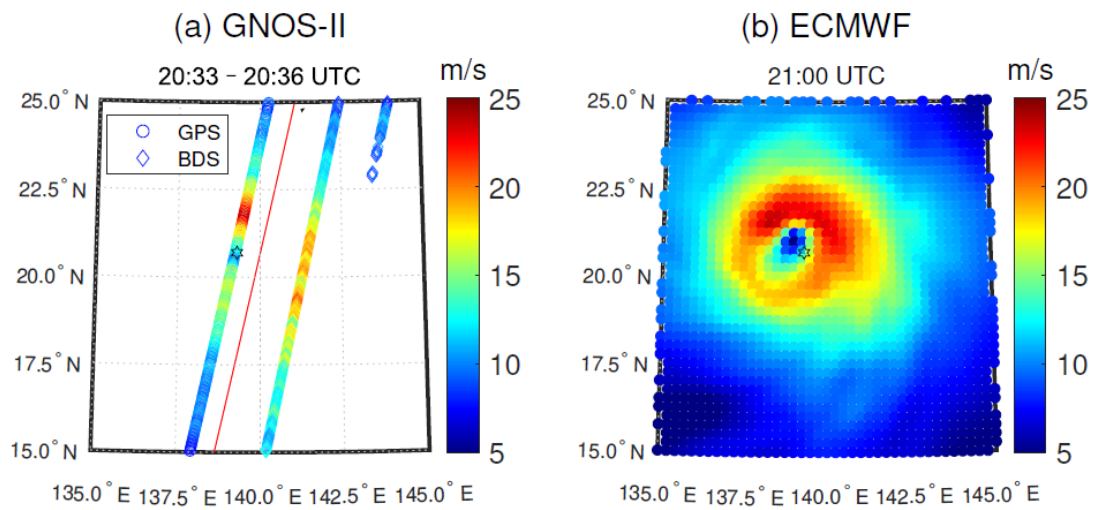 (a) GNOS-II
20:33 - 20:36 UTC
m/s
GPS
BDS
25.0° N
22.5° N
20.0° N
17.5° N
15.0° N
135.0° E 137.5° E 140.0° E 142.5° E 145.0° E
25
20
15
10
5
(b) ECMWF
21:00 UTC
m/s
25.0° N
22.5° N
20.0° N
17.5° N
15.0° N
135.0° E 137.5° E 140.0° E 142.5° E 145.0° E
25
20
15
10
5